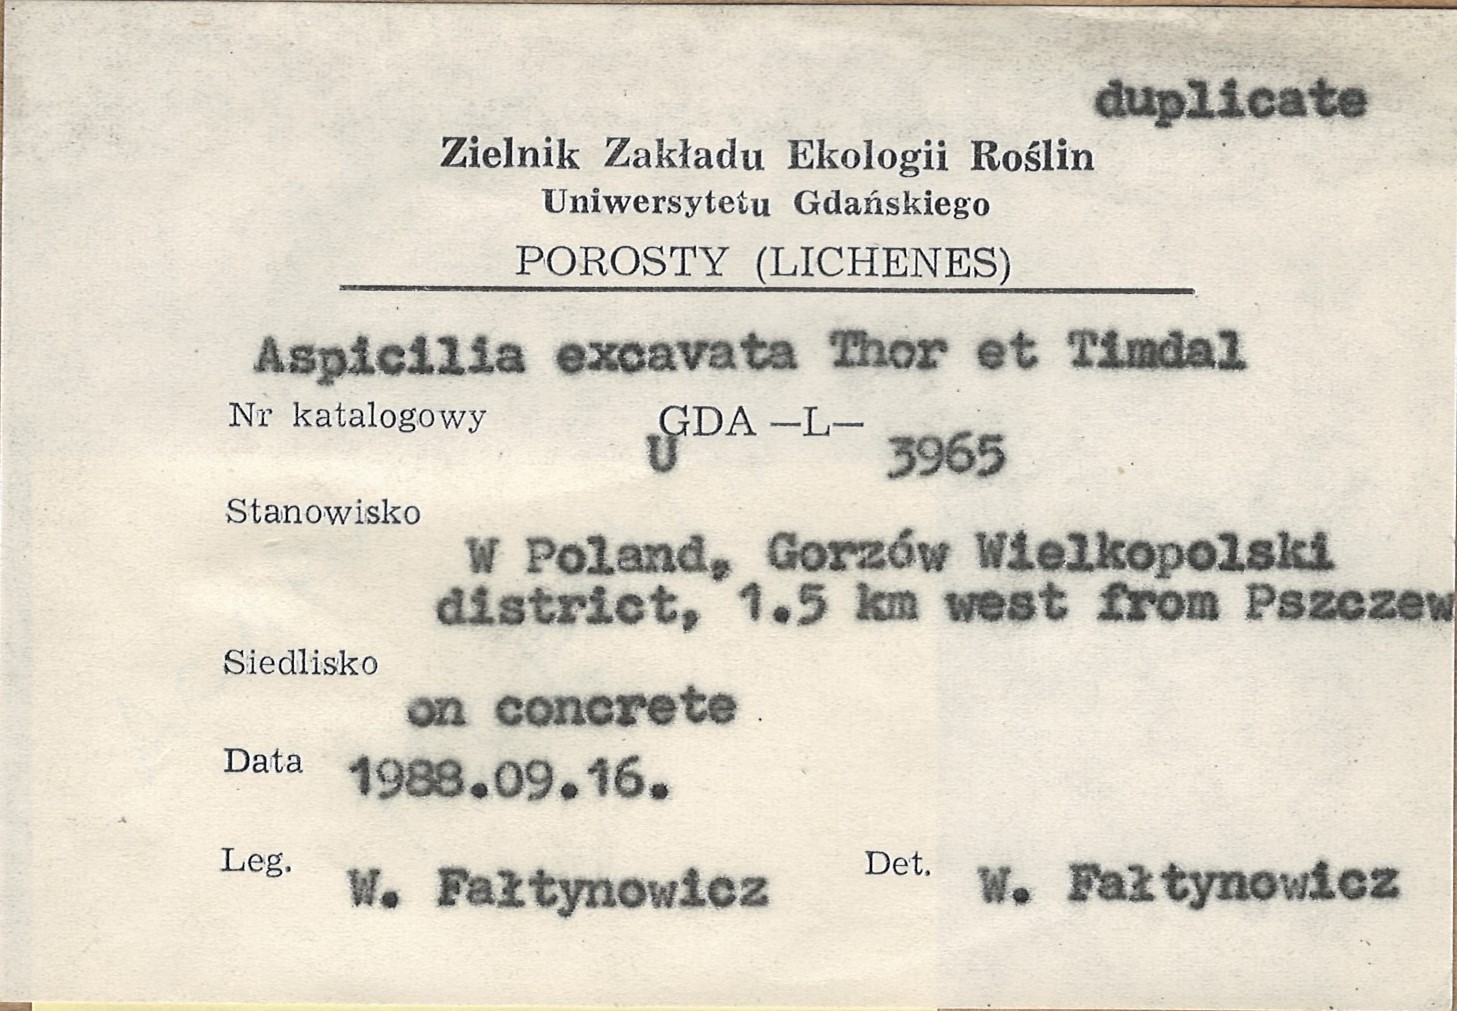 duplicate
Zielnik Zakładu Ekologii Roślin
Uniwersytetu Gdańskiego
POROSTY (LICHENES)
Aspicilia excavata Thor et Timdal
Nr katalogowy GDA —L—
U 3965
Stanowisko
W Poland, Gorzów Wielkopolski
district, 1.5 km west from Pszczew
Siedlisko
on concrete
Data 1988.09.16.
Leg. W. Fałtynowicz Det. W. Fałtynowicz